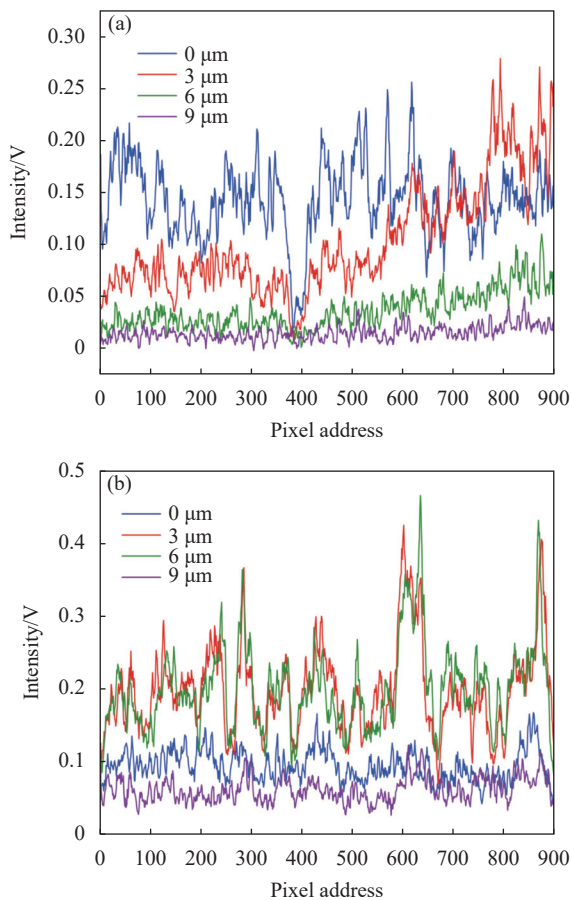 (a)
0.30
0.25
0.20
0.15
0.10
0.05
0
Intensity/V
0 μm
3 μm
6 μm
9 μm
0 100 200 300 400 500 600 700 800 900
Pixel address
(b)
0.5
0.4
0.3
0.2
0.1
0
Intensity/V
0 μm
3 μm
6 μm
9 μm
0 100 200 300 400 500 600 700 800 900
Pixel address